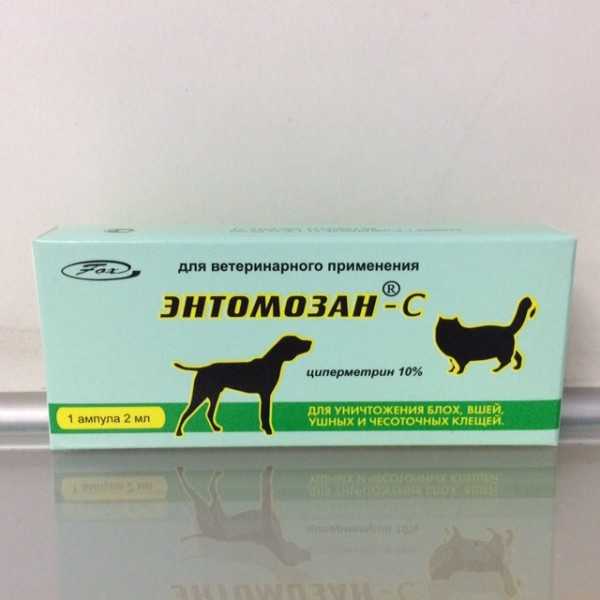 Fox
для ветеринарного применения
ЭНТОМОЗАН®-С
циперметрин 10%
1 ампула 2 мл
ДЛЯ УНИЧТОЖЕНИЯ БЛОХ, ВШЕЙ,
УШНЫХ И ЧЕСОТОЧНЫХ КЛЕЩЕЙ.